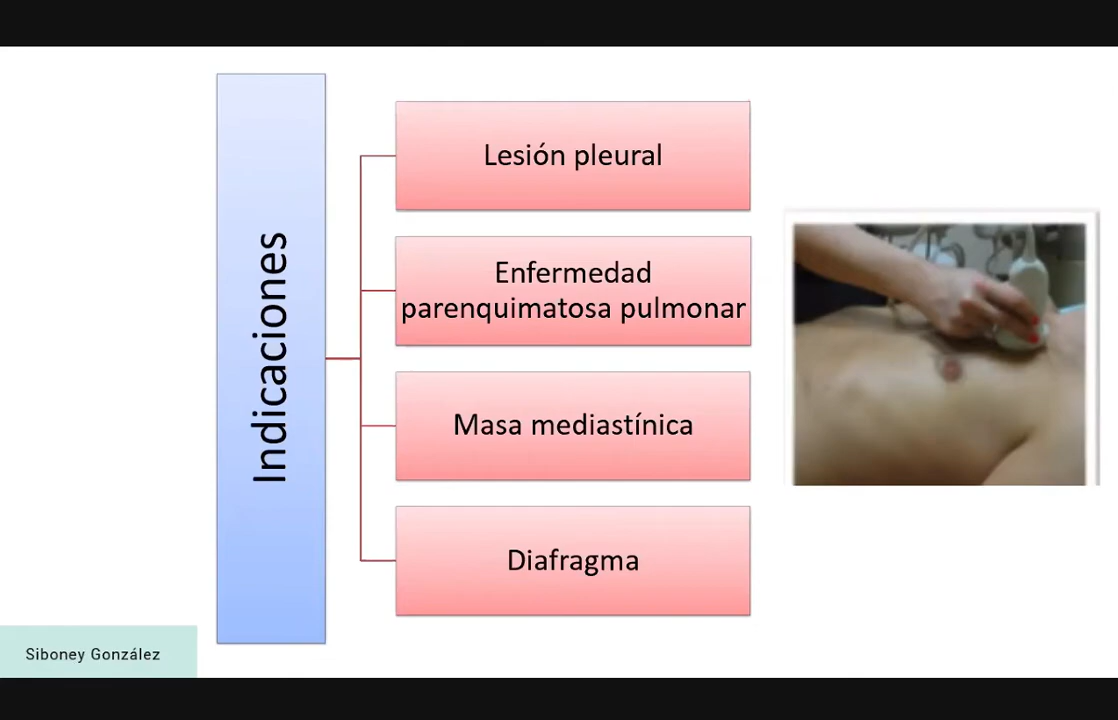 Indicaciones
Lesión pleural
Enfermedad
parenquimatosa pulmonar
Masa mediastínica
Diafragma
Siboney González